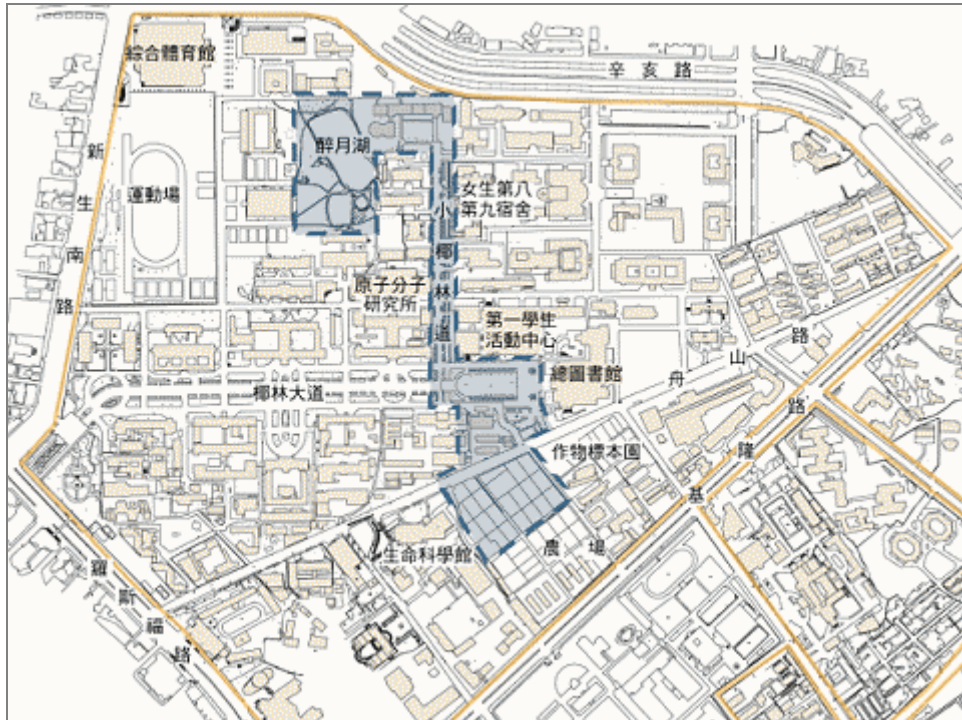 綜合體育館
辛亥路
醉月湖
新生南路
運動場
女生第八
第九宿舍
小椰林道
原子分子
研究所
第一學生
活動中心
舟山路
總圖書館
椰林大道
作物標本園
基隆路
農場
生命科學館
羅斯福路